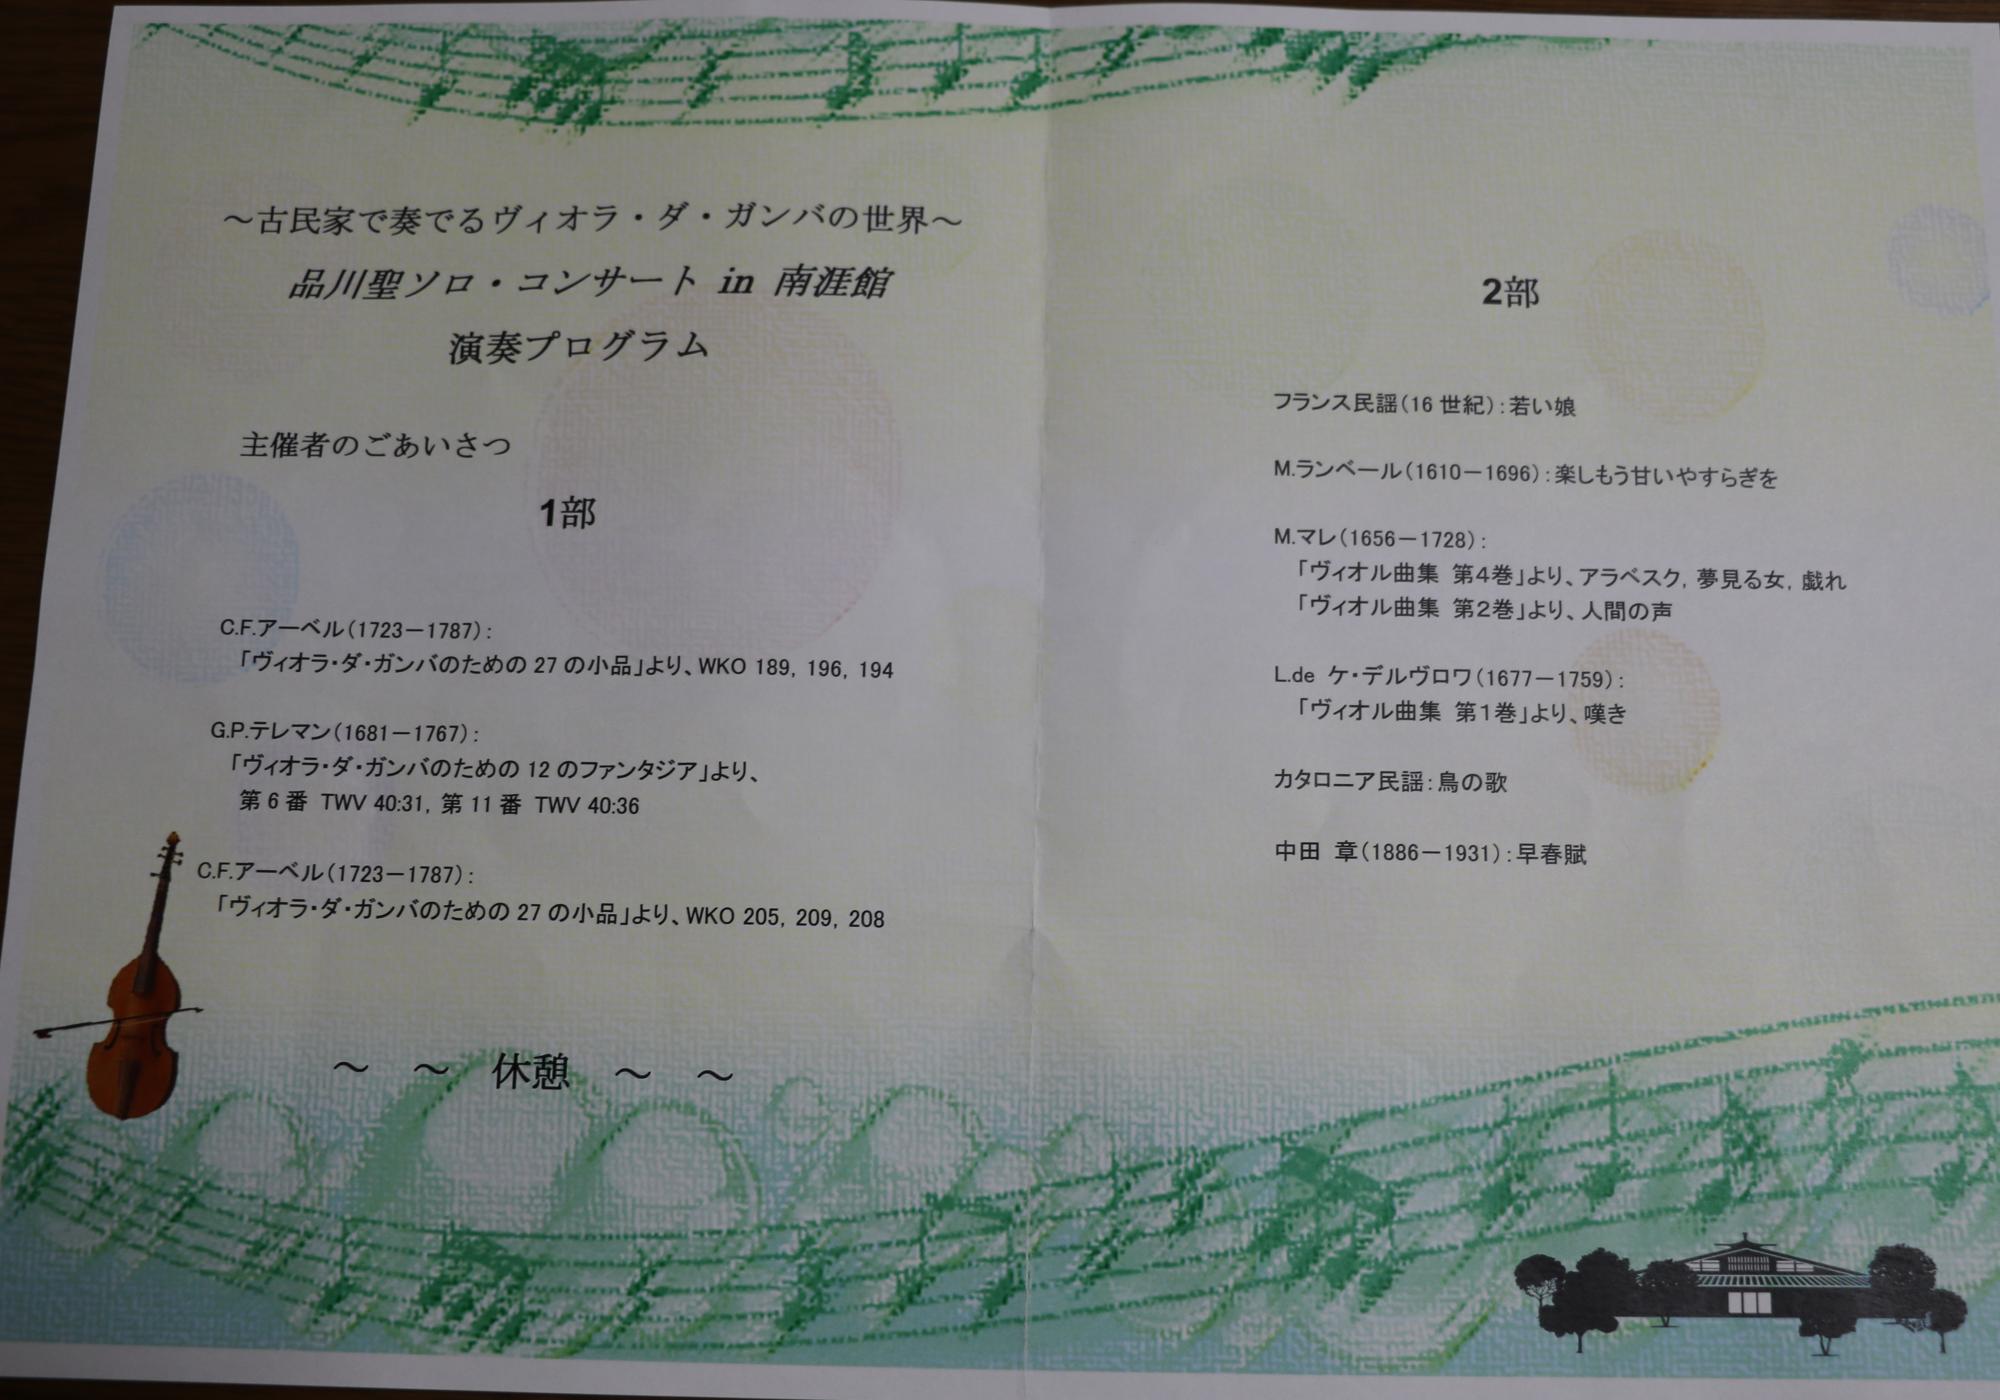 ～古民家で奏でるヴィオラ・ダ・ガンバの世界～
品川聖ソロ・コンサート in 南涯館
演奏プログラム
主催者のごあいさつ
1部
C.F.アーベル(1723－1787)：
「ヴィオラ・ダ・ガンバのための 27 の小品」より、WKO 189, 196, 194
G.P.テレマン(1681－1767)：
「ヴィオラ・ダ・ガンバのための 12 のファンタジア」より、
第 6 番 TWV 40:31, 第 11 番 TWV 40:36
C.F.アーベル(1723－1787)：
「ヴィオラ・ダ・ガンバのための 27 の小品」より、WKO 205, 209, 208
～ ～ 休憩 ～ ～
2部
フランス民謡(16 世紀)：若い娘
M.ランベール(1610－1696)：楽しもう甘いやすらぎを
M.マレ(1656－1728)：
「ヴィオル曲集 第４巻」より、アラベスク, 夢見る女, 戯れ
「ヴィオル曲集 第２巻」より、人間の声
L.de ケ・デルヴロワ(1677－1759)：
「ヴィオル曲集 第１巻」より、嘆き
カタロニア民謡：鳥の歌
中田 章(1886－1931)：早春賦